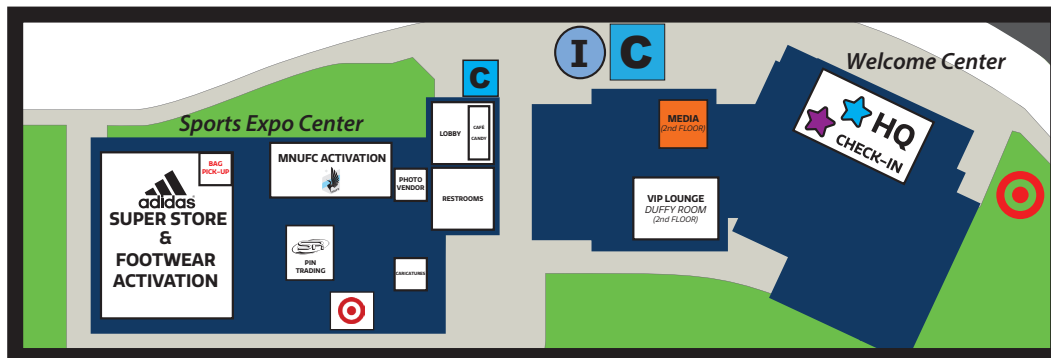 I
C
Welcome Center
C
Sports Expo Center
MEDIA
(2nd FLOOR)
HQ
CHECK-IN
LOBBY
CAFÉ
CANDY
BAG
PICK-UP
MNUFC ACTIVATION
PHOTO
VENDOR
RESTROOMS
adidas
SUPER STORE
&
FOOTWEAR
ACTIVATION
VIP LOUNGE
DUFFY ROOM
(2nd FLOOR)
PIN
TRADING
CARICATURES